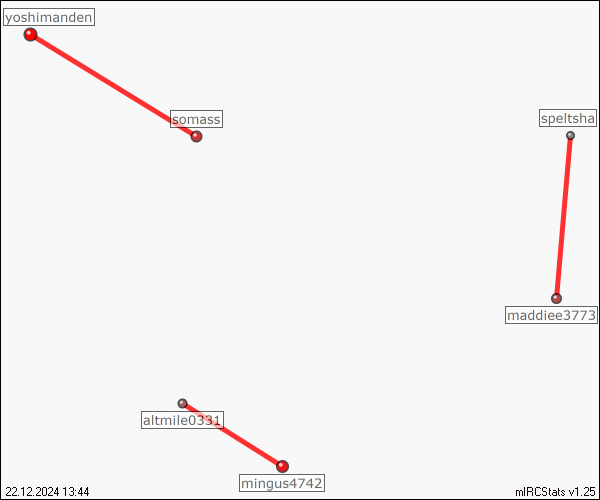 yoshimanden
somass
speltsha
maddiee3773
altmile0331
mingus4742
22.12.2024 13:44
mIRCStats v1.25